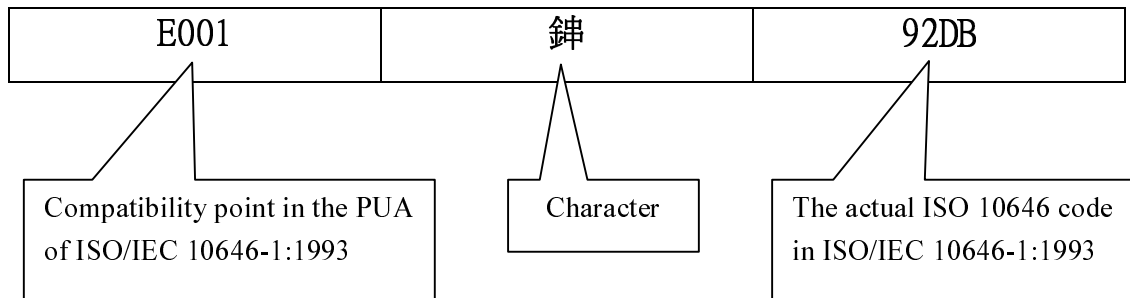 E001 鋛 92DB
Compatibility point in the PUA
of ISO/IEC 10646-1:1993
Character
The actual ISO 10646 code
in ISO/IEC 10646-1:1993